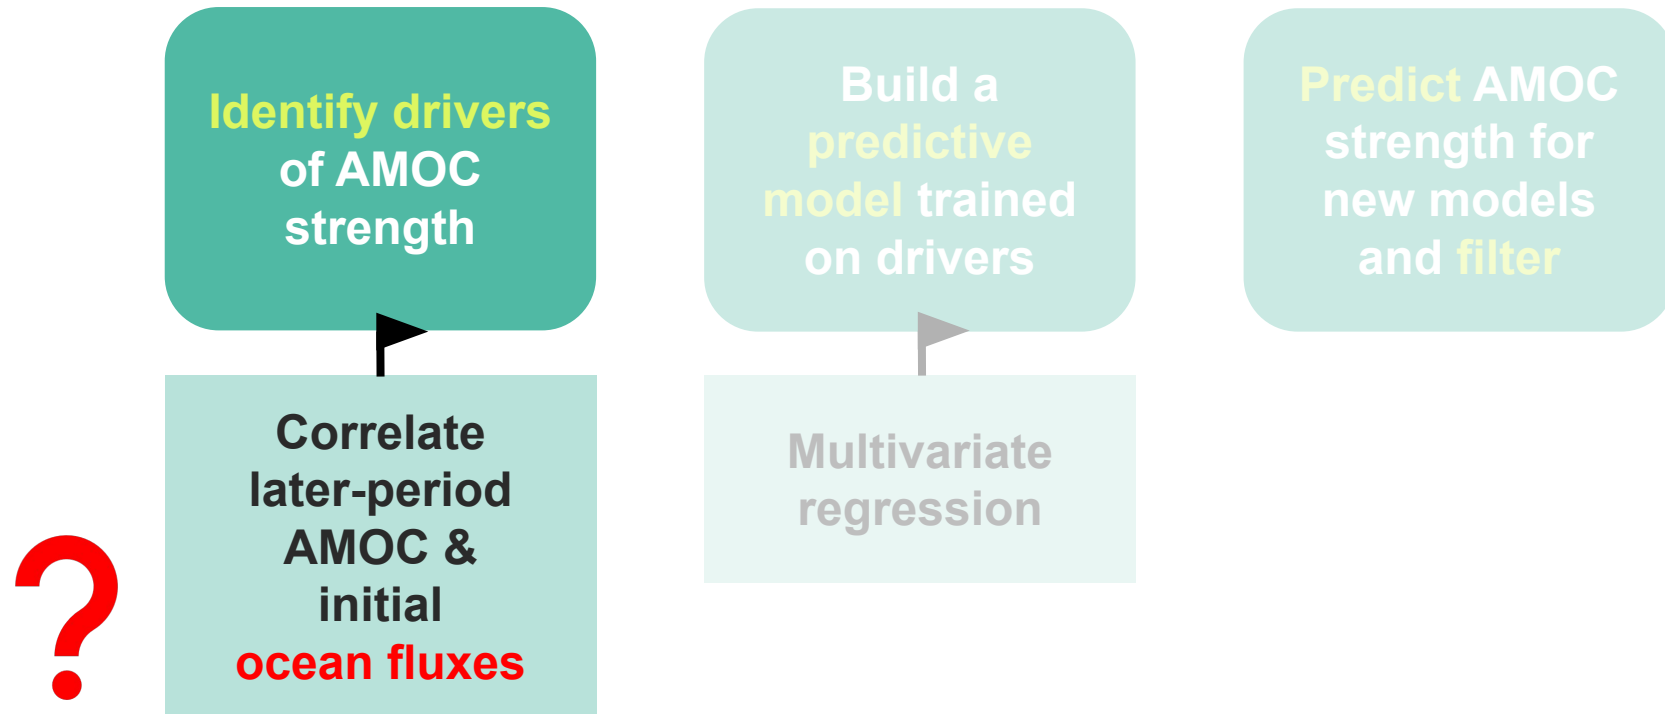 Identify drivers
of AMOC
strength
Build a
predictive
model trained
on drivers
Predict AMOC
strength for
new models
and filter
Correlate
later-period
AMOC &
initial
ocean fluxes
Multivariate
regression
?